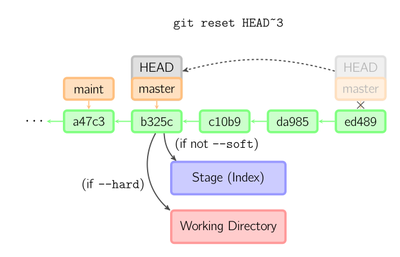 git reset HEAD~3
HEAD HEAD
maint master master
... a47c3 b325c c10b9 da985 ed489
(if not --soft)
Stage (Index)
(if --hard)
Working Directory